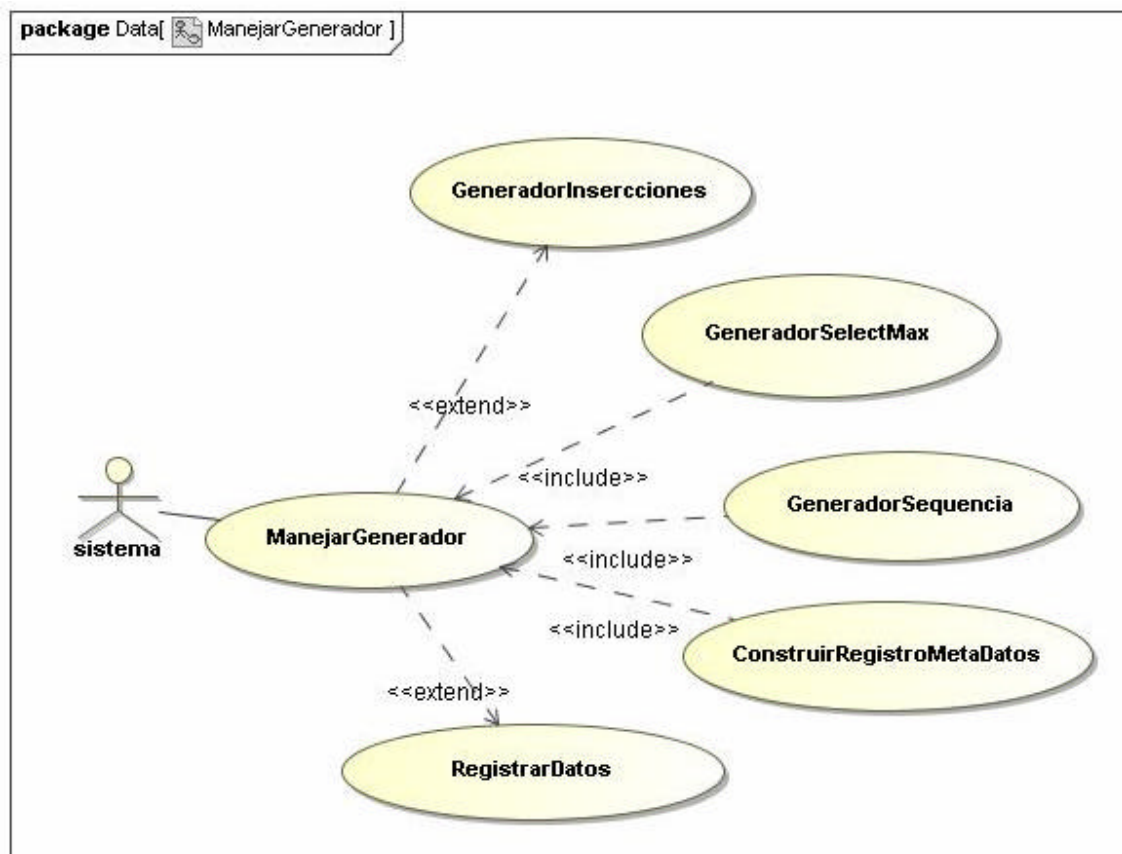 package Data[ ManejarGenerador ]
GeneradorInsercciones
GeneradorSelectMax
<<extend>>
<<include>>
GeneradorSequencia
ManejarGenerador
sistema
<<include>>
<<include>>
ConstruirRegistroMetaDatos
<<extend>>
RegistrarDatos